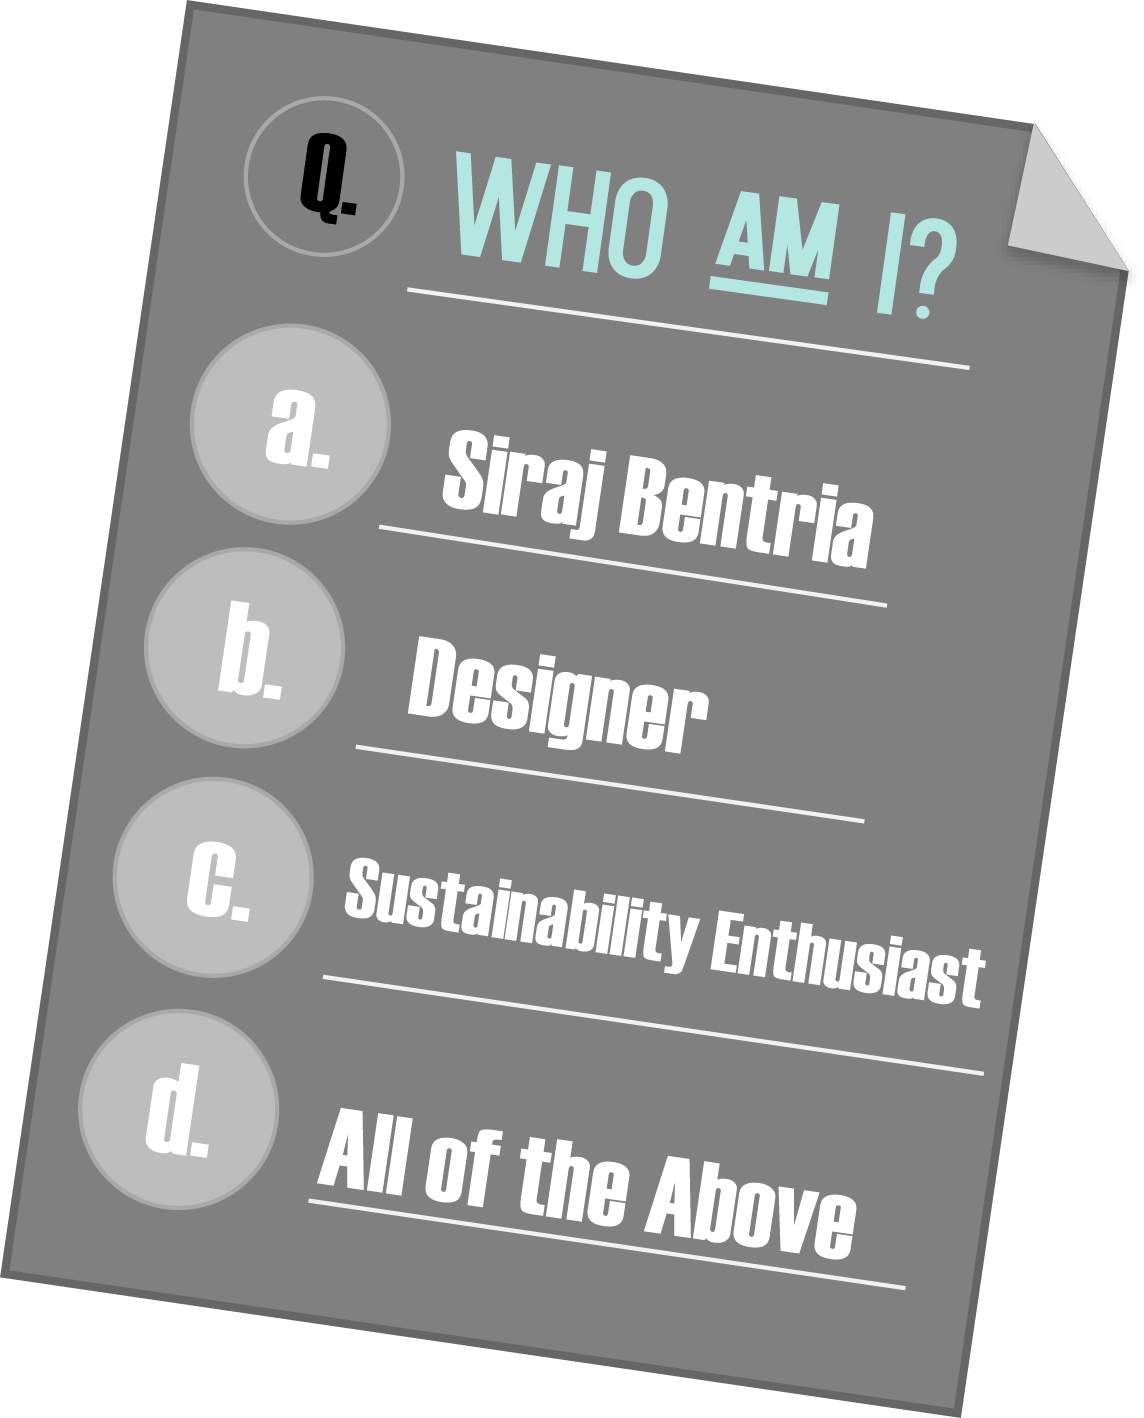 Q. WHO AM I?
a. Siraj Bentria
b. Designer
c. Sustainability Enthusiast
d. All of the Above